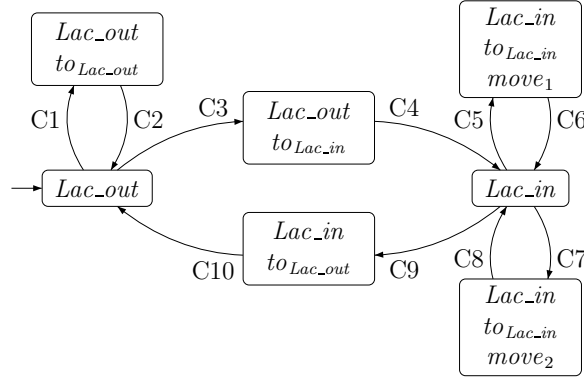 Lac_out
to_Lac_out
C1
C2
Lac_out
C3
Lac_out
to_Lac_in
C4
Lac_in
to_Lac_in
move_1
C5
C6
Lac_in
C10
Lac_in
to_Lac_out
C9
C8
C7
Lac_in
to_Lac_in
move_2